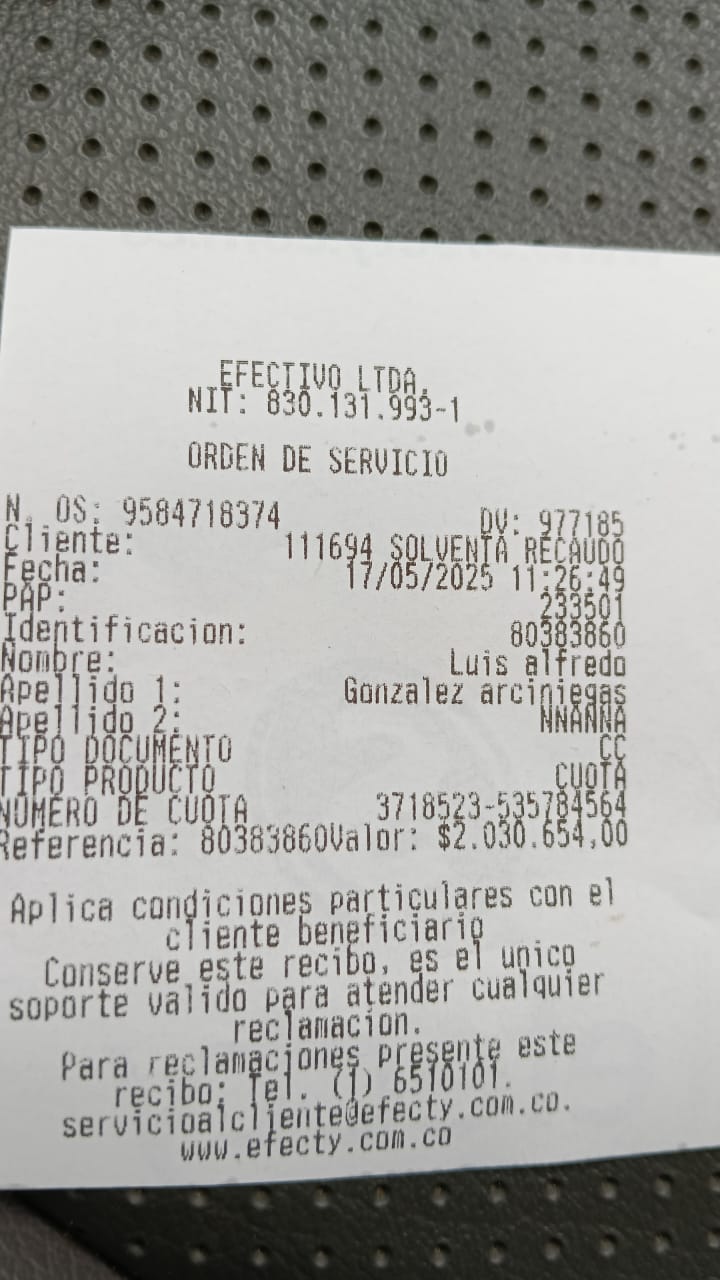 EFECTIVO LTDA.
NIT: 830.131.993-1
ORDEN DE SERVICIO
N. OS: 9584718374 DV: 977185
Cliente: 111694 SOLVENTA RECAUDO
Fecha: 17/05/2025 11:26:49
PAP: 233501
Identificacion: 80383860
Nombre: Luis alfredo
Apellido 1: Gonzalez arciniegas
Apellido 2: NNANNA
TIPO DOCUMENTO CC
TIPO PRODUCTO CUOTA
NUMERO DE CUOTA 3718523-535784564
Referencia: 80383860Valor: $2.030.654,00
Aplica condiciones particulares con el
cliente beneficiario
Conserve este recibo, es el unico
soporte valido para atender cualquier
reclamacion.
Para reclamaciones presente este
recibo: Tel. (1) 6510101.
servicioalcliente@efecty.com.co.
www.efecty.com.co